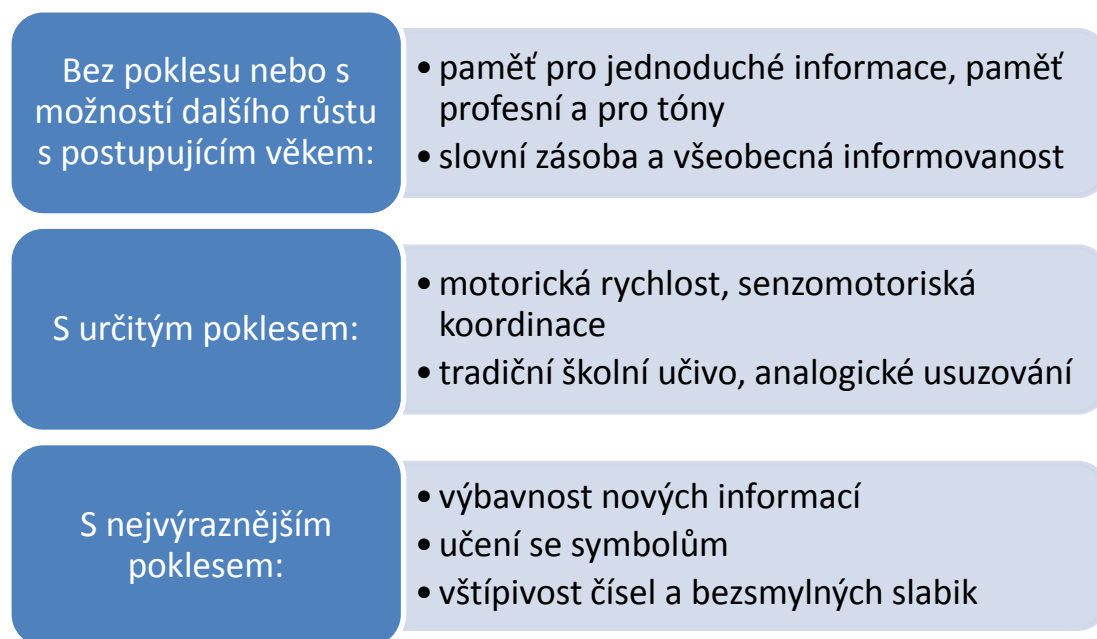 Bez poklesu nebo s
možností dalšího růstu
s postupujícím věkem:
• paměť pro jednoduché informace, paměť
profesní a pro tóny
• slovní zásoba a všeobecná informovanost
S určitým poklesem:
• motorická rychlost, senzomotoriská
koordinace
• tradiční školní učivo, analogické usuzování
S nejvýraznějším
poklesem:
• výbavnost nových informací
• učení se symbolům
• vštípivost čísel a bezsmylných slabik